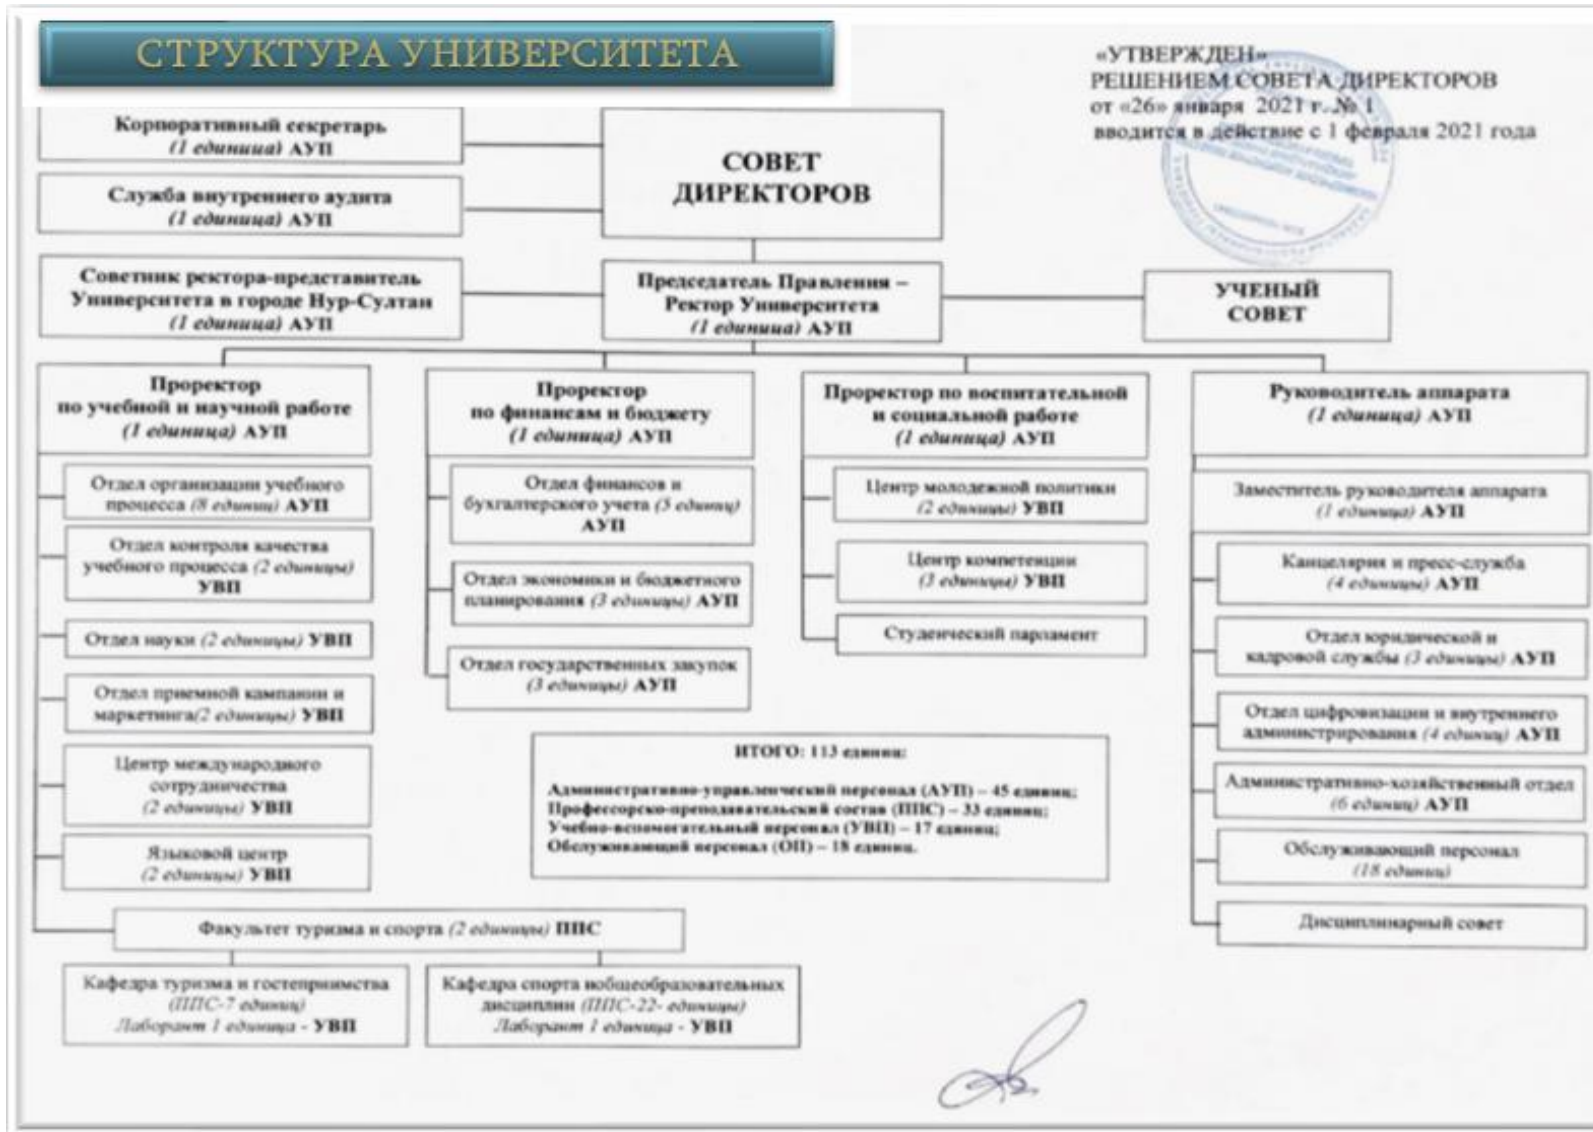 СТРУКТУРА УНИВЕРСИТЕТА
«УТВЕРЖДЕН»
РЕШЕНИЕМ СОВЕТА ДИРЕКТОРОВ
от «26» января 2021 г. № 1
вводится в действие с 1 февраля 2021 года
Корпоративный секретарь
(1 единица) АУП
СОВЕТ
ДИРЕКТОРОВ
Служба внутреннего аудита
(1 единица) АУП
Советник ректора-представитель
Университета в городе Нур-Султан
(1 единица) АУП
Председатель Правления –
Ректор Университета
(1 единица) АУП
УЧЕНЫЙ
СОВЕТ
Проректор
по учебной и научной работе
(1 единица) АУП
Отдел организации учебного
процесса (8 единиц) АУП
Отдел контроля качества
учебного процесса (2 единицы)
УВП
Отдел науки (2 единицы) УВП
Отдел приемной кампании и
маркетинга(2 единицы) УВП
Центр международного
сотрудничества
(2 единицы) УВП
Языковой центр
(2 единицы) УВП
Факультет туризма и спорта (2 единицы) ППС
Кафедра туризма и гостеприимства
(ППС-7 единиц)
Лаборант 1 единица - УВП
Кафедра спорта иобщеобразовательных
дисциплин (ППС-22- единицы)
Лаборант 1 единица - УВП
Проректор
по финансам и бюджету
(1 единица) АУП
Отдел финансов и
бухгалтерского учета (5 единиц)
АУП
Отдел экономики и бюджетного
планирования (3 единицы) АУП
Отдел государственных закупок
(3 единицы) АУП
Проректор по воспитательной
и социальной работе
(1 единица) АУП
Центр молодежной политики
(2 единицы) УВП
Центр компетенции
(3 единицы) УВП
Студенческий парламент
Руководитель аппарата
(1 единица) АУП
Заместитель руководителя аппарата
(1 единица) АУП
Канцелярия и пресс-служба
(4 единицы) АУП
Отдел юридической и
кадровой службы (3 единицы) АУП
Отдел цифровизации и внутреннего
администрирования (4 единиц) АУП
Административно-хозяйственный отдел
(6 единиц) АУП
Обслуживающий персонал
(18 единиц)
Дисциплинарный совет
ИТОГО: 113 единиц:
Административно-управленческий персонал (АУП) – 45 единиц;
Профессорско-преподавательский состав (ППС) – 33 единиц;
Учебно-вспомогательный персонал (УВП) – 17 единиц;
Обслуживающий персонал (ОП) – 18 единиц.